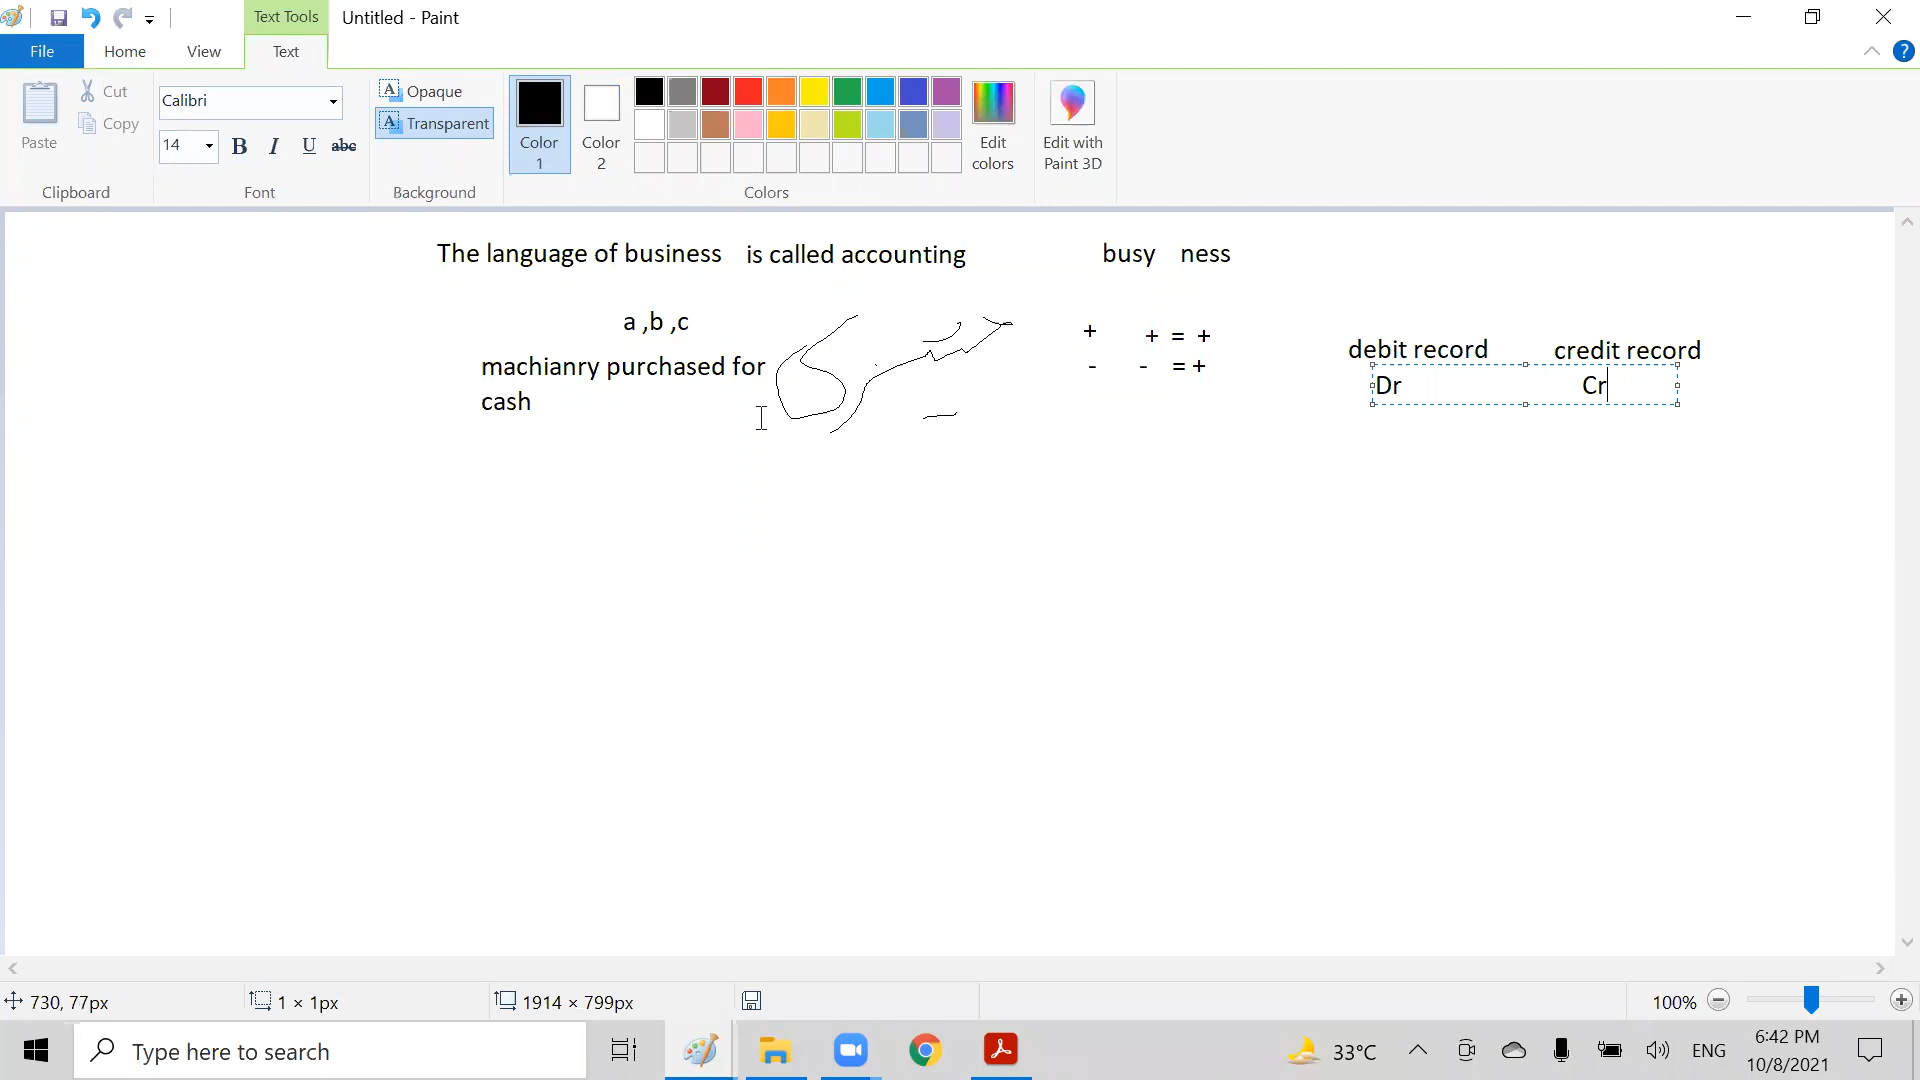 Untitled - Paint
Text Tools
File
Home
View
Text
Paste
Cut
Copy
Clipboard
Calibri
14
B I U abc
Font
Opaque
Transparent
Background
Color 1
Color 2
Colors
Edit colors
Edit with Paint 3D
The language of business is called accounting busy ness
a ,b ,c
machianry purchased for
cash
+ + = +
- - = +
debit record credit record
Dr Cr
730, 77px
1 × 1px
1914 × 799px
100%
Type here to search
33°C
ENG
6:42 PM
10/8/2021